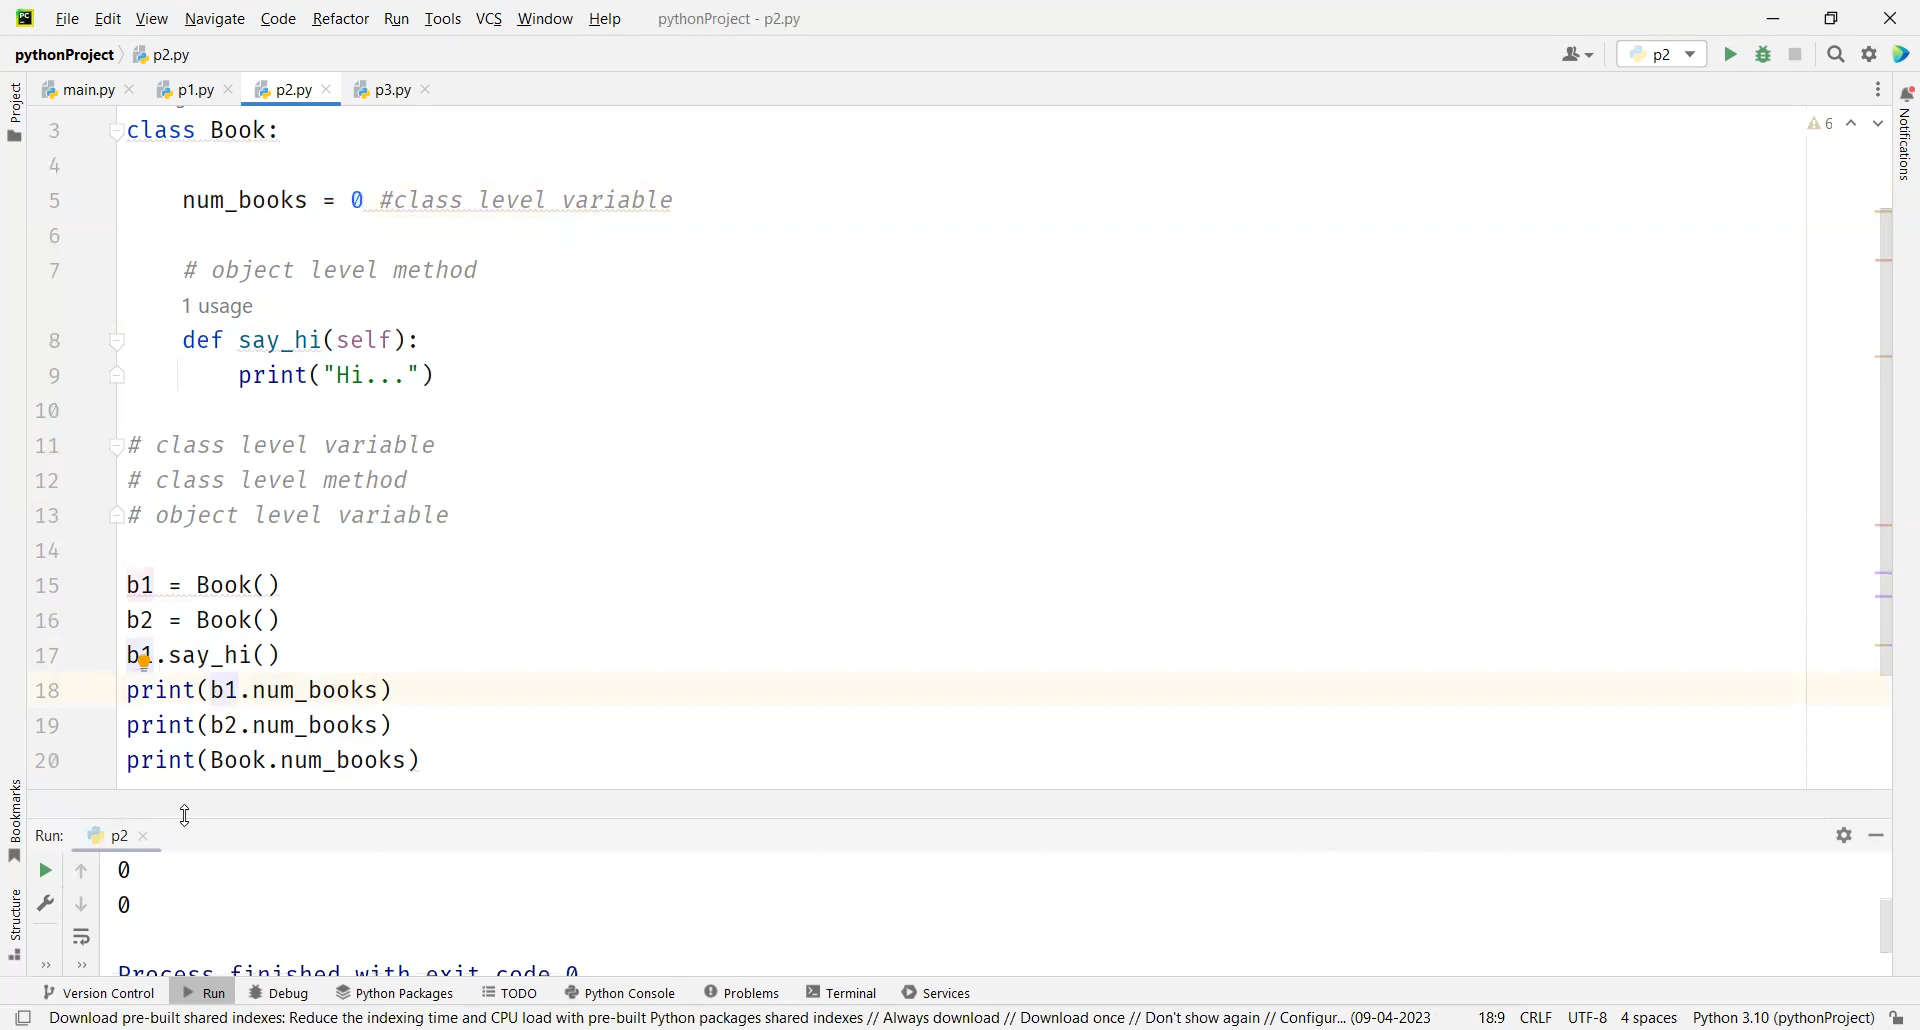 PC File Edit View Navigate Code Refactor Run Tools VCS Window Help pythonProject - p2.py
pythonProject p2.py
p2
main.py p1.py p2.py p3.py
Project
Notifications
6
3 class Book:
4
5 num_books = 0 #class level variable
6
7 # object level method
1 usage
8 def say_hi(self):
9 print("Hi...")
10
11 # class level variable
12 # class level method
13 # object level variable
14
15 b1 = Book()
16 b2 = Book()
17 b1.say_hi()
18 print(b1.num_books)
19 print(b2.num_books)
20 print(Book.num_books)
Bookmarks
Structure
Run: p2
0
0
Process finished with exit code 0
Version Control Run Debug Python Packages TODO Python Console Problems Terminal Services
Download pre-built shared indexes: Reduce the indexing time and CPU load with pre-built Python packages shared indexes // Always download // Download once // Don't show again // Configur... (09-04-2023 18:9 CRLF UTF-8 4 spaces Python 3.10 (pythonProject)